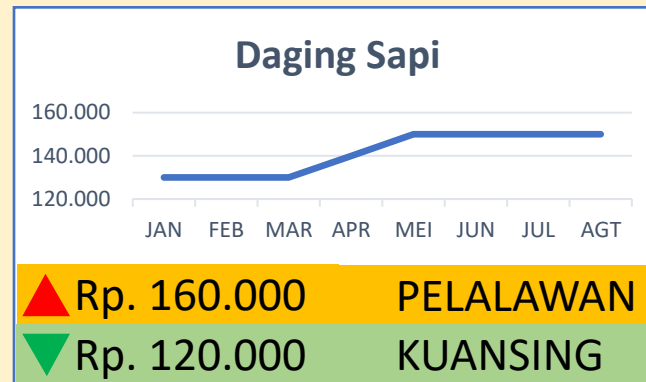 Daging Sapi
160.000
140.000
120.000
JAN FEB MAR APR MEI JUN JUL AGT
Rp. 160.000 PELALAWAN
Rp. 120.000 KUANSING